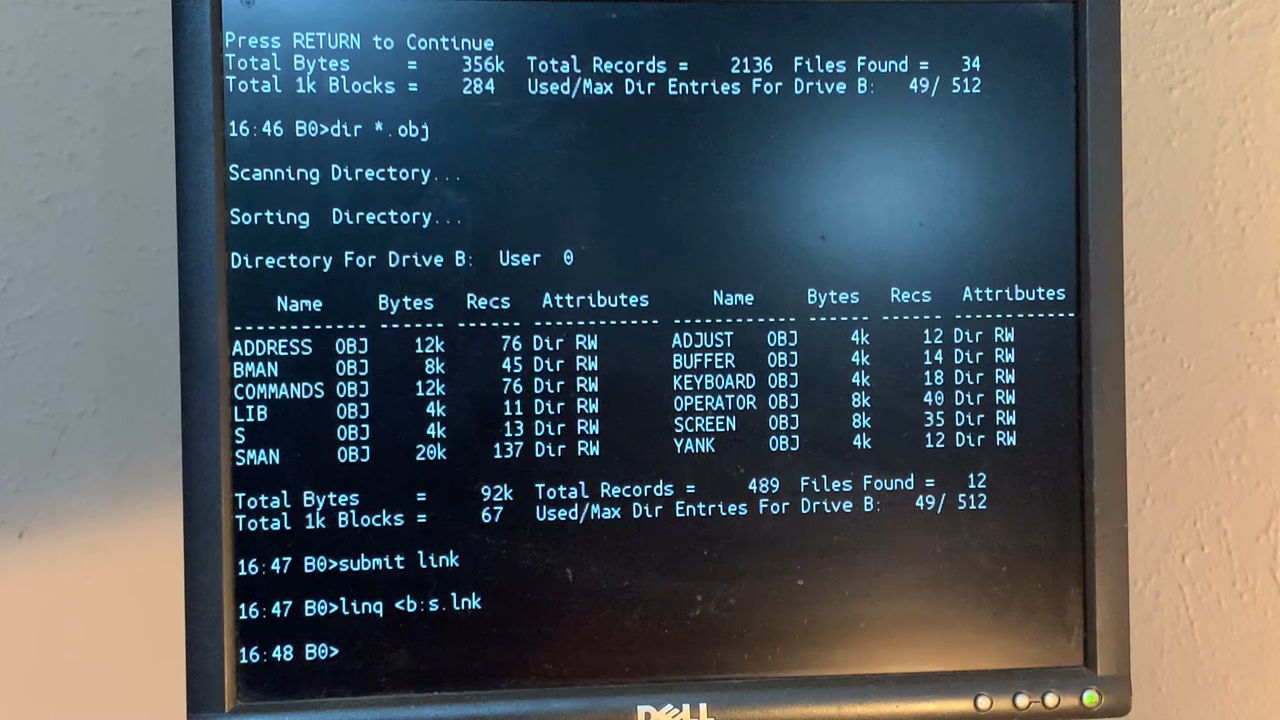 Press RETURN to Continue
Total Bytes = 356k Total Records = 2136 Files Found = 34
Total 1k Blocks = 284 Used/Max Dir Entries For Drive B: 49/ 512
16:46 B0>dir *.obj
Scanning Directory...
Sorting Directory...
Directory For Drive B: User 0
Name Bytes Recs Attributes Name Bytes Recs Attributes
------------ ------ ------ ------------ ------------ ------ ------ ------------
ADDRESS OBJ 12k 76 Dir RW ADJUST OBJ 4k 12 Dir RW
BMAN OBJ 8k 45 Dir RW BUFFER OBJ 4k 14 Dir RW
COMMANDS OBJ 12k 76 Dir RW KEYBOARD OBJ 4k 18 Dir RW
LIB OBJ 4k 11 Dir RW OPERATOR OBJ 8k 40 Dir RW
S OBJ 4k 13 Dir RW SCREEN OBJ 8k 35 Dir RW
SMAN OBJ 20k 137 Dir RW YANK OBJ 4k 12 Dir RW
Total Bytes = 92k Total Records = 489 Files Found = 12
Total 1k Blocks = 67 Used/Max Dir Entries For Drive B: 49/ 512
16:47 B0>submit link
16:47 B0>linq <b:s.lnk
16:48 B0>
DELL